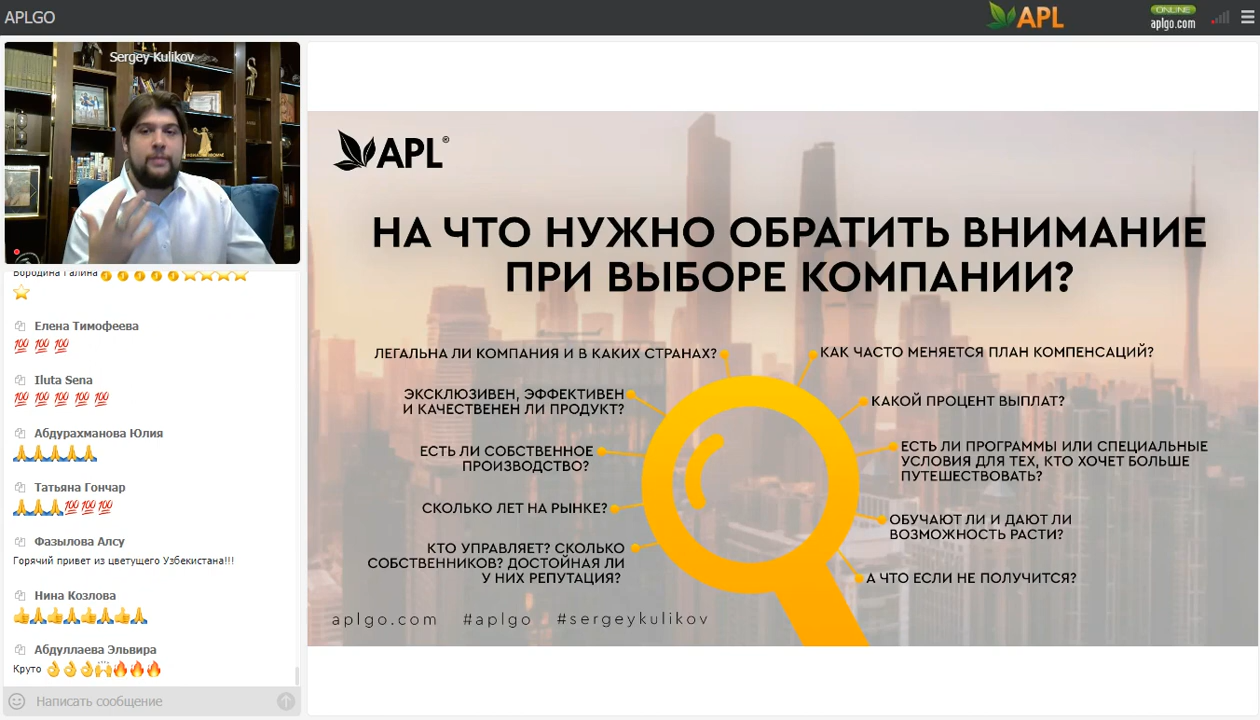 APLGO
APL
ONLINE
aplgo.com
Sergey Kulikov
Бородина Галина
Елена Тимофеева
💯 💯 💯
Iluta Sena
💯 💯 💯 💯 💯
Абдурахманова Юлия
Татьяна Гончар
💯💯💯
Фазылова Алсу
Горячий привет из цветущего Узбекистана!!!
Нина Козлова
Абдуллаева Эльвира
Круто
Написать сообщение
APL®
НА ЧТО НУЖНО ОБРАТИТЬ ВНИМАНИЕ
ПРИ ВЫБОРЕ КОМПАНИИ?
ЛЕГАЛЬНА ЛИ КОМПАНИЯ И В КАКИХ СТРАНАХ?
ЭКСКЛЮЗИВЕН, ЭФФЕКТИВЕН
И КАЧЕСТВЕНЕН ЛИ ПРОДУКТ?
ЕСТЬ ЛИ СОБСТВЕННОЕ
ПРОИЗВОДСТВО?
СКОЛЬКО ЛЕТ НА РЫНКЕ?
КТО УПРАВЛЯЕТ? СКОЛЬКО
СОБСТВЕННИКОВ? ДОСТОЙНАЯ ЛИ
У НИХ РЕПУТАЦИЯ?
КАК ЧАСТО МЕНЯЕТСЯ ПЛАН КОМПЕНСАЦИЙ?
КАКОЙ ПРОЦЕНТ ВЫПЛАТ?
ЕСТЬ ЛИ ПРОГРАММЫ ИЛИ СПЕЦИАЛЬНЫЕ
УСЛОВИЯ ДЛЯ ТЕХ, КТО ХОЧЕТ БОЛЬШЕ
ПУТЕШЕСТВОВАТЬ?
ОБУЧАЮТ ЛИ И ДАЮТ ЛИ
ВОЗМОЖНОСТЬ РАСТИ?
А ЧТО ЕСЛИ НЕ ПОЛУЧИТСЯ?
aplgo.com #aplgo #sergeykulikov